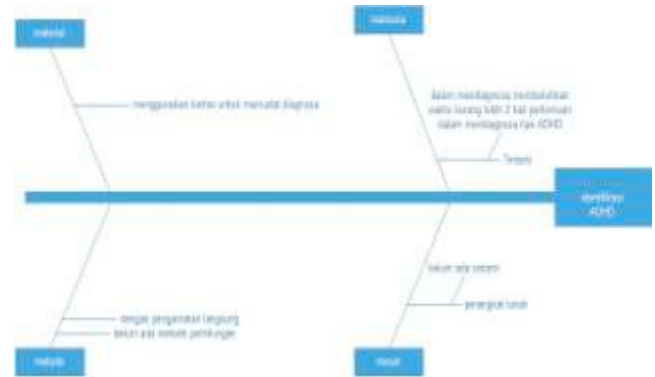 material
manusia
menggunakan kertas untuk mencatat diagnosa
dalam mendiagnosa membutuhkan
waktu kurang lebih 2 kali pertemuan
dalam mendiagnosa tipe ADHD
Terapis
identifikasi
ADHD
belum ada sistem
perangkat lunak
dengan pengamatan langsung
belum ada metode perhitungan
metode
mesin